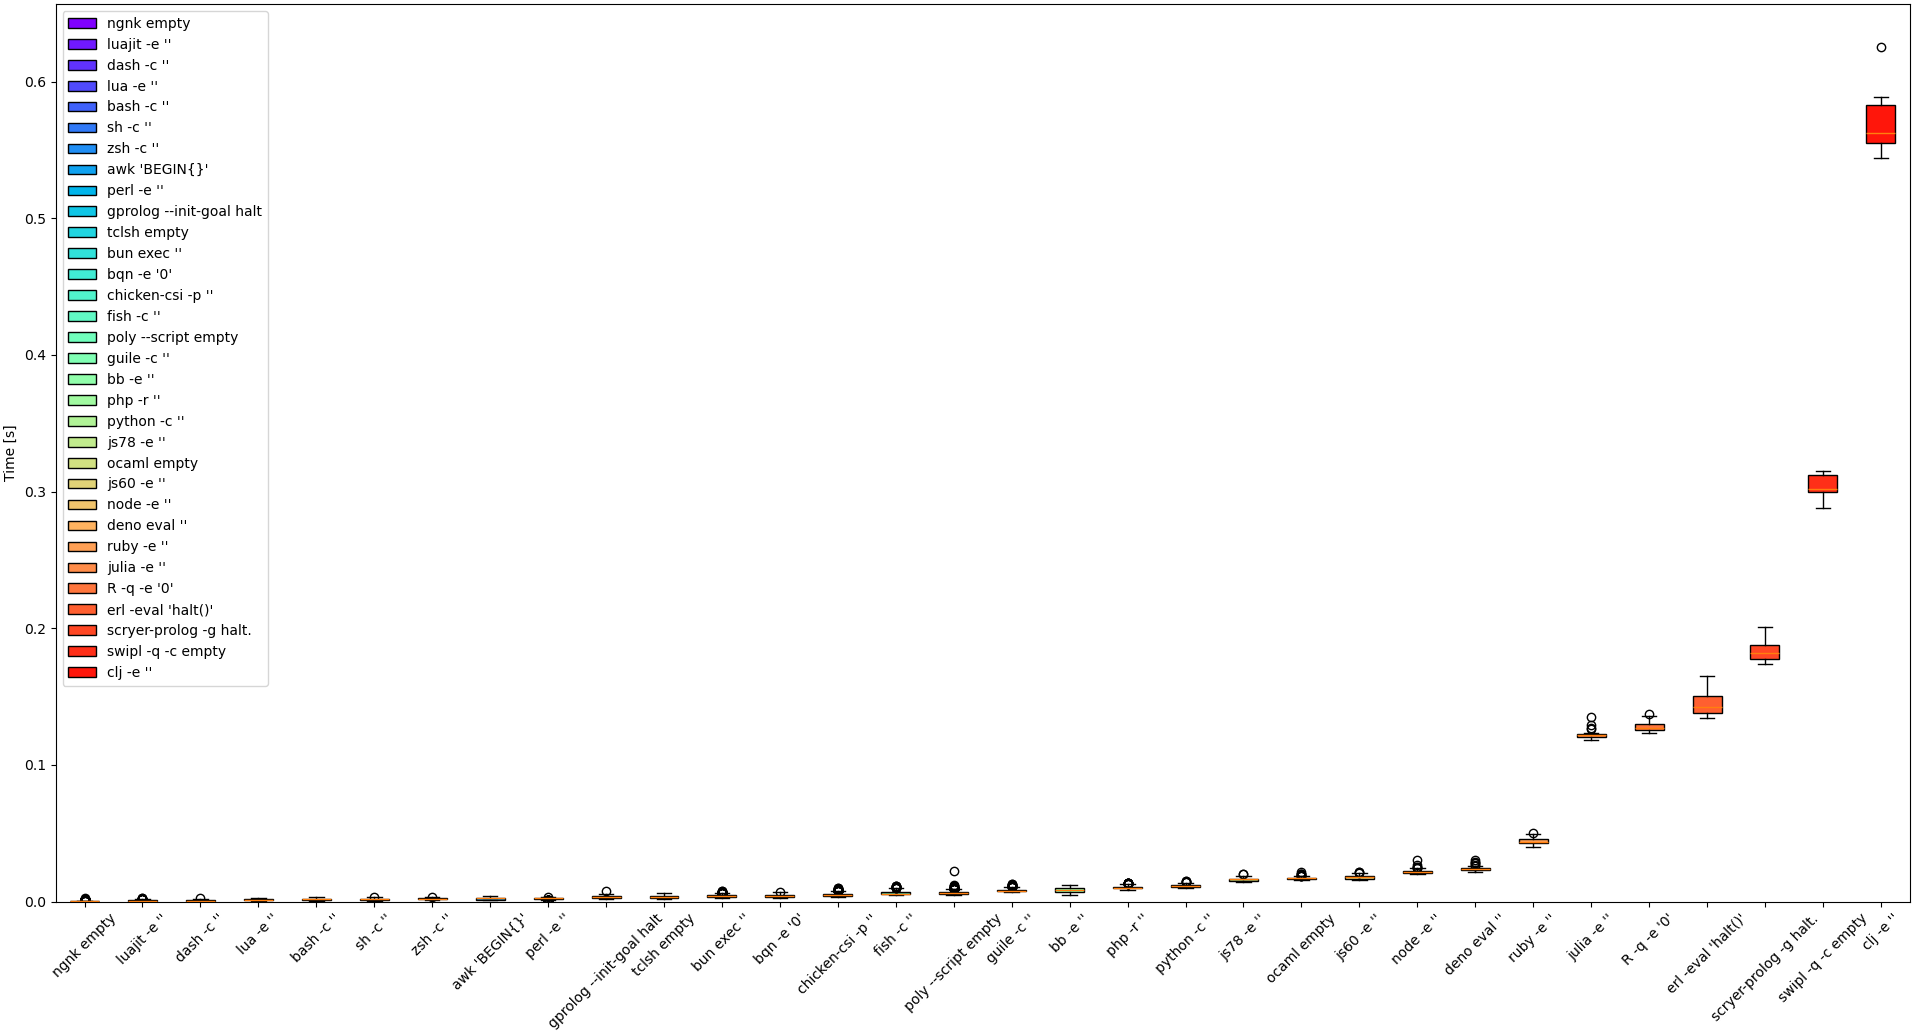 ngnk empty
luajit -e ''
dash -c ''
lua -e ''
bash -c ''
sh -c ''
zsh -c ''
awk 'BEGIN{}'
perl -e ''
gprolog --init-goal halt
tclsh empty
bun exec ''
bqn -e '0'
chicken-csi -p ''
fish -c ''
poly --script empty
guile -c ''
bb -e ''
php -r ''
python -c ''
js78 -e ''
ocaml empty
js60 -e ''
node -e ''
deno eval ''
ruby -e ''
julia -e ''
R -q -e '0'
erl -eval 'halt()'
scryer-prolog -g halt.
swipl -q -c empty
clj -e ''
Time [s]
0.6
0.5
0.4
0.3
0.2
0.1
0.0
ngnk empty
luajit -e ''
dash -c ''
lua -e ''
bash -c ''
sh -c ''
zsh -c ''
awk 'BEGIN{}'
perl -e ''
gprolog --init-goal halt
tclsh empty
bun exec ''
bqn -e '0'
chicken-csi -p ''
fish -c ''
poly --script empty
guile -c ''
bb -e ''
php -r ''
python -c ''
js78 -e ''
ocaml empty
js60 -e ''
node -e ''
deno eval ''
ruby -e ''
julia -e ''
R -q -e '0'
erl -eval 'halt()'
scryer-prolog -g halt.
swipl -q -c empty
clj -e ''